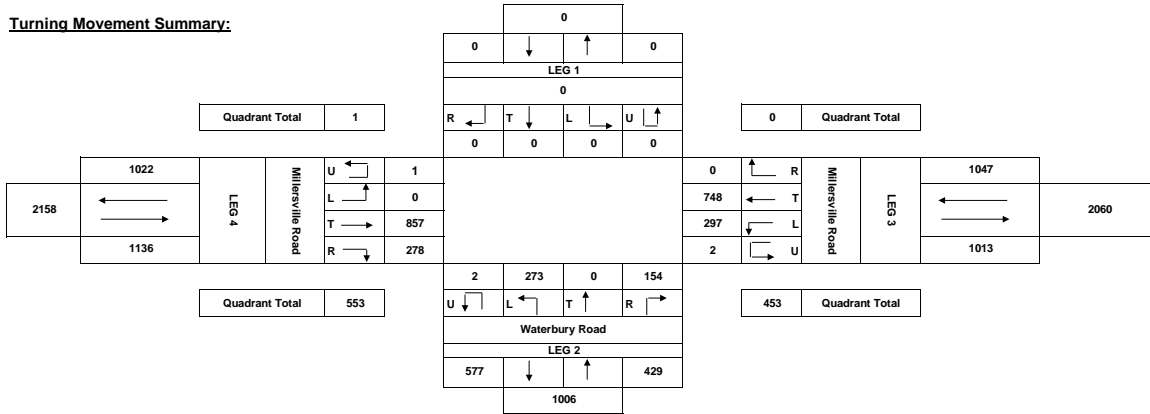 Turning Movement Summary:
0
0 0
LEG 1
0
Quadrant Total 1
R T L U
0 Quadrant Total
0 0 0 0
1022
2158
1136
LEG 4
Millersville Road
U 1
L 0
T 857
R 278
0 R
748 T
297 L
2 U
Millersville Road
LEG 3
1047
2060
1013
2 273 0 154
Quadrant Total 553
U L T R
453 Quadrant Total
Waterbury Road
LEG 2
577 429
1006